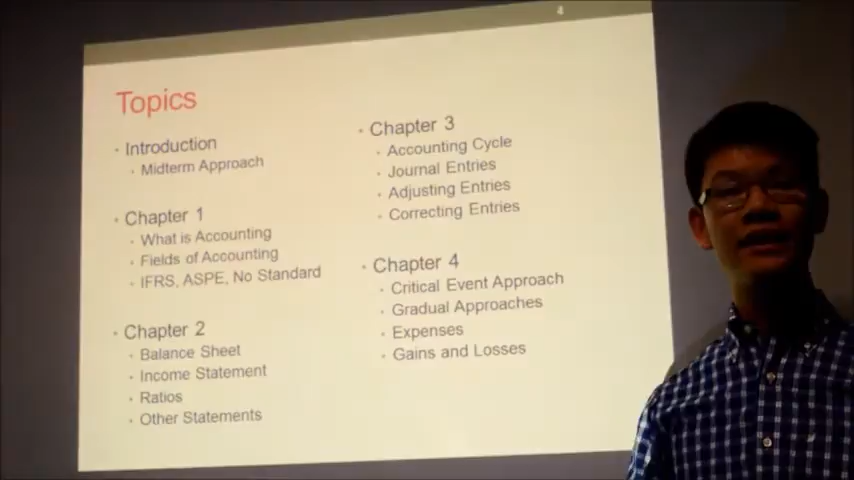 4
Topics
Introduction
Midterm Approach
Chapter 1
What is Accounting
Fields of Accounting
IFRS, ASPE, No Standard
Chapter 2
Balance Sheet
Income Statement
Ratios
Other Statements
Chapter 3
Accounting Cycle
Journal Entries
Adjusting Entries
Correcting Entries
Chapter 4
Critical Event Approach
Gradual Approaches
Expenses
Gains and Losses